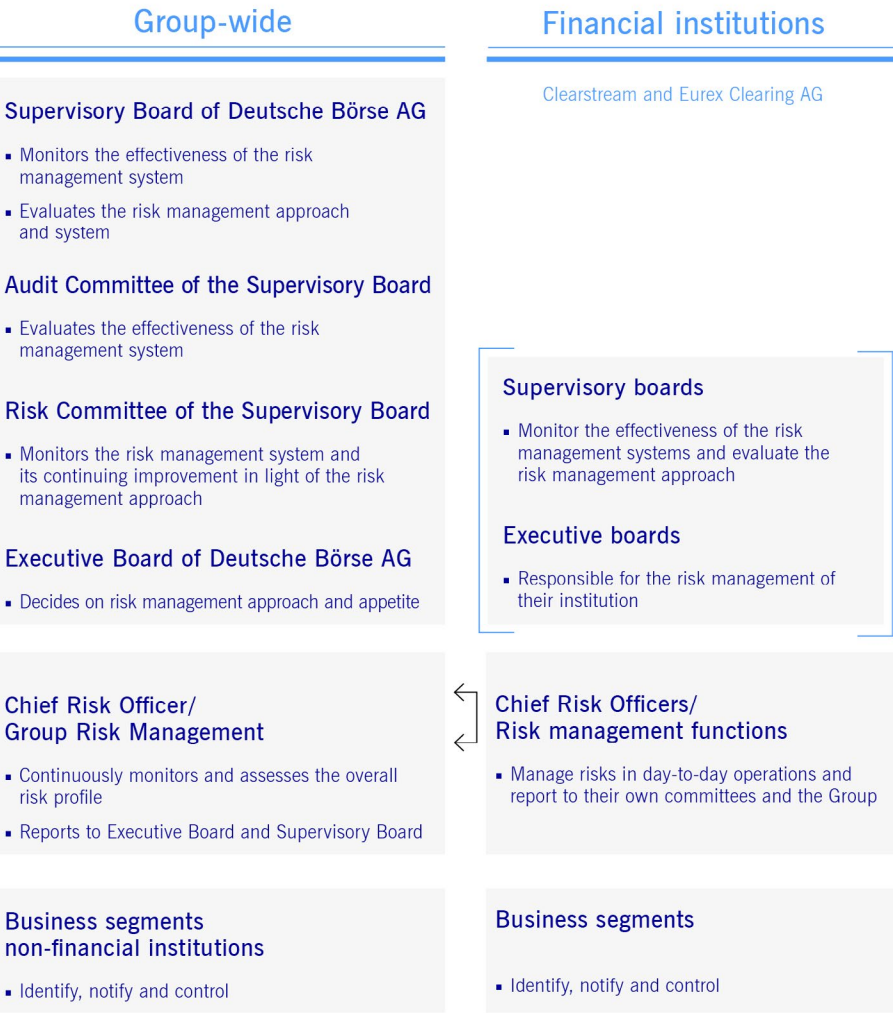 Group-wide
Supervisory Board of Deutsche Börse AG
▪ Monitors the effectiveness of the risk
management system
▪ Evaluates the risk management approach
and system
Audit Committee of the Supervisory Board
▪ Evaluates the effectiveness of the risk
management system
Risk Committee of the Supervisory Board
▪ Monitors the risk management system and
its continuing improvement in light of the risk
management approach
Executive Board of Deutsche Börse AG
▪ Decides on risk management approach and appetite
Chief Risk Officer/
Group Risk Management
▪ Continuously monitors and assesses the overall
risk profile
▪ Reports to Executive Board and Supervisory Board
Business segments
non-financial institutions
▪ Identify, notify and control
Financial institutions
Clearstream and Eurex Clearing AG
Supervisory boards
▪ Monitor the effectiveness of the risk
management systems and evaluate the
risk management approach
Executive boards
▪ Responsible for the risk management of
their institution
Chief Risk Officers/
Risk management functions
▪ Manage risks in day-to-day operations and
report to their own committees and the Group
Business segments
▪ Identify, notify and control